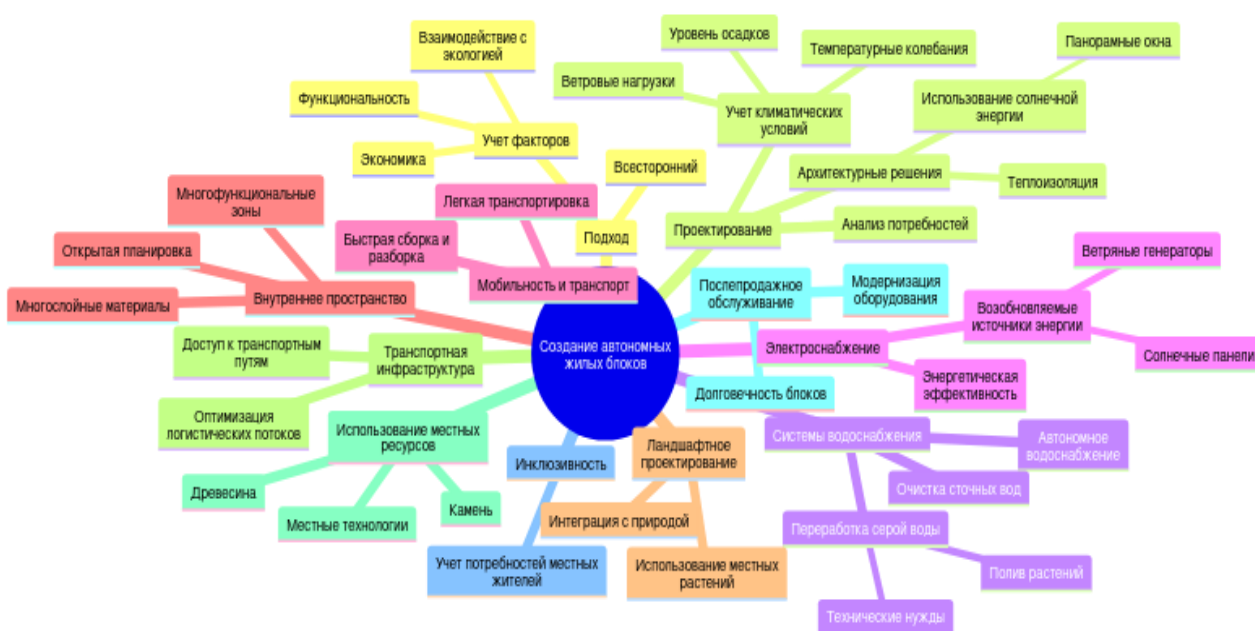 Взаимодействие с
экологией
Функциональность
Экономика
Учет факторов
Всесторонний
Подход
Уровень осадков
Температурные колебания
Ветровые нагрузки
Учет климатических
условий
Панорамные окна
Использование солнечной
энергии
Архитектурные решения
Теплоизоляция
Проектирование
Анализ потребностей
Многофункциональные
зоны
Открытая планировка
Многослойные материалы
Внутреннее пространство
Легкая транспортировка
Быстрая сборка и
разборка
Мобильность и транспорт
Послепродажное
обслуживание
Модернизация
оборудования
Долговечность блоков
Ветряные генераторы
Возобновляемые
источники энергии
Солнечные панели
Электроснабжение
Энергетическая
эффективность
Создание автономных
жилых блоков
Доступ к транспортным
путям
Транспортная
инфраструктура
Оптимизация
логистических потоков
Использование местных
ресурсов
Древесина
Местные технологии
Камень
Инклюзивность
Учет потребностей местных
жителей
Ландшафтное
проектирование
Интеграция с природой
Использование местных
растений
Системы водоснабжения
Автономное
водоснабжение
Очистка сточных вод
Переработка серой воды
Полив растений
Технические нужды